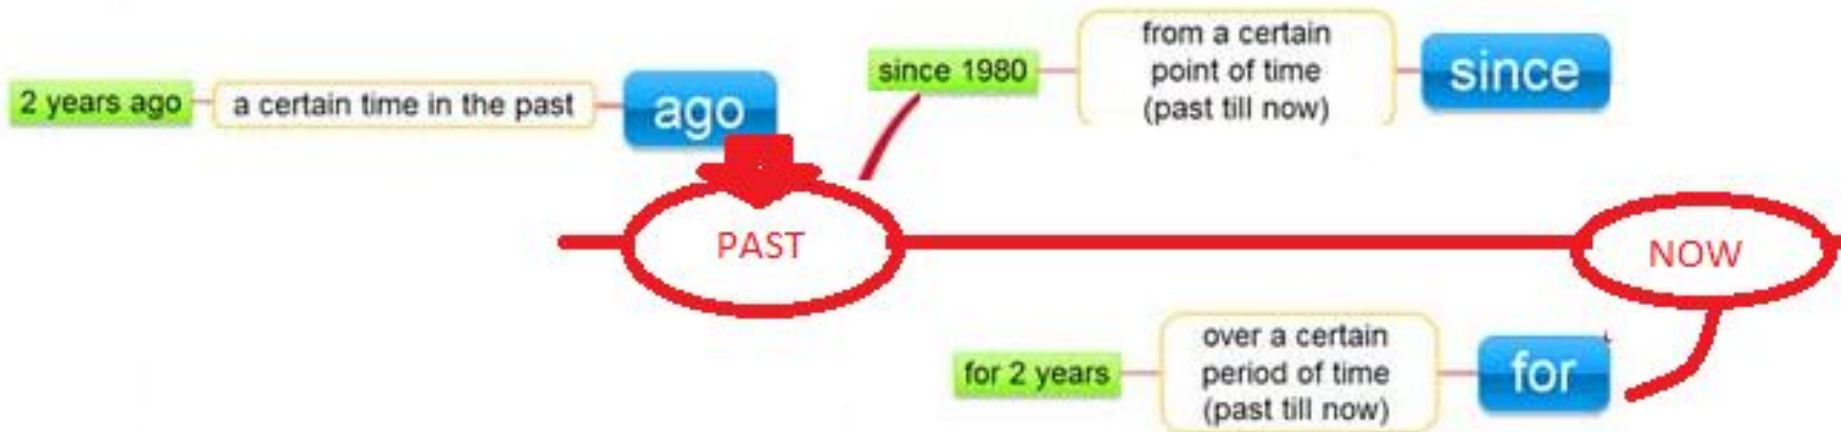 2 years ago
a certain time in the past
ago
since 1980
from a certain
point of time
(past till now)
since
PAST
NOW
for 2 years
over a certain
period of time
(past till now)
for